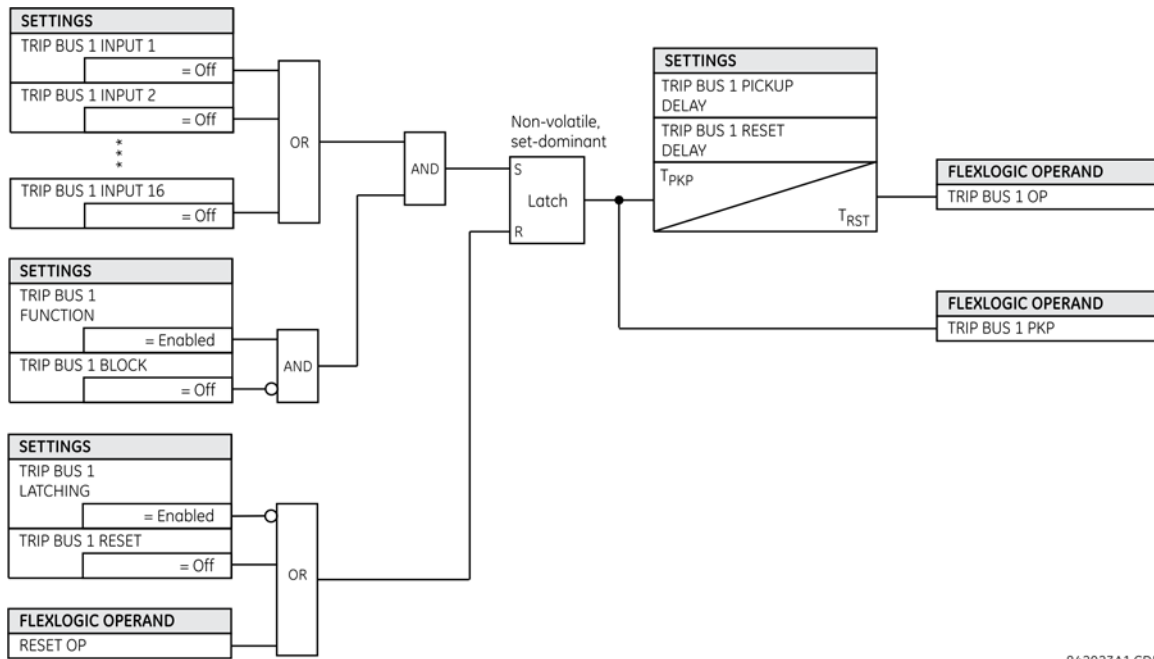 SETTINGS
TRIP BUS 1 INPUT 1
= Off
TRIP BUS 1 INPUT 2
= Off
***
TRIP BUS 1 INPUT 16
= Off
OR
AND
SETTINGS
TRIP BUS 1
FUNCTION
= Enabled
TRIP BUS 1 BLOCK
= Off
AND
SETTINGS
TRIP BUS 1
LATCHING
= Enabled
TRIP BUS 1 RESET
= Off
OR
FLEXLOGIC OPERAND
RESET OP
Non-volatile,
set-dominant
S
Latch
R
SETTINGS
TRIP BUS 1 PICKUP
DELAY
TRIP BUS 1 RESET
DELAY
TPKP
TRST
FLEXLOGIC OPERAND
TRIP BUS 1 OP
FLEXLOGIC OPERAND
TRIP BUS 1 PKP